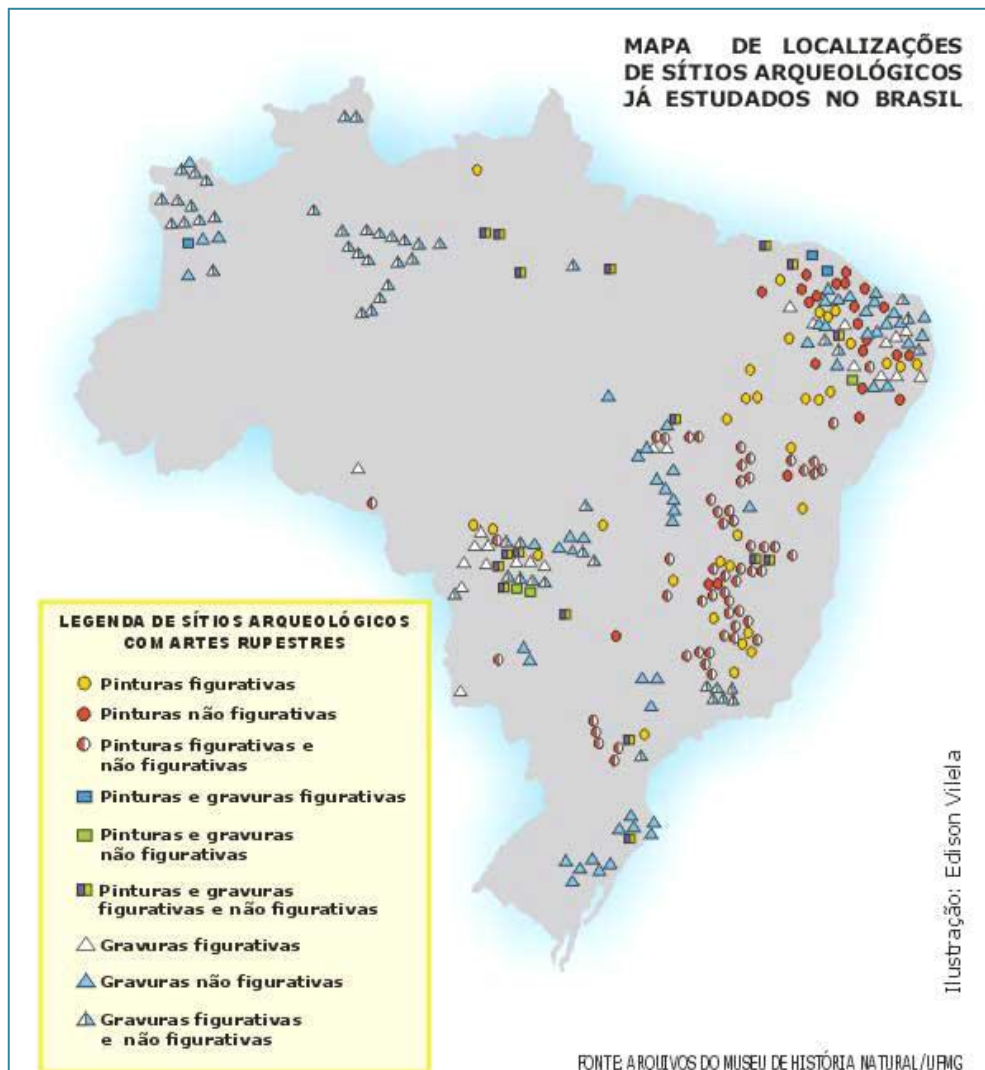 MAPA DE LOCALIZAÇÕES
DE SÍTIOS ARQUEOLÓGICOS
JÁ ESTUDADOS NO BRASIL
LEGENDA DE SÍTIOS ARQUEOLÓGICOS
COM ARTES RUPESTRES
Pinturas figurativas
Pinturas não figurativas
Pinturas figurativas e
não figurativas
Pinturas e gravuras figurativas
Pinturas e gravuras
não figurativas
Pinturas e gravuras
figurativas e não figurativas
Gravuras figurativas
Gravuras não figurativas
Gravuras figurativas
e não figurativas
Ilustração: Edison Vilela
FONTE: ARQUIVOS DO MUSEU DE HISTÓRIA NATURAL/UFMG